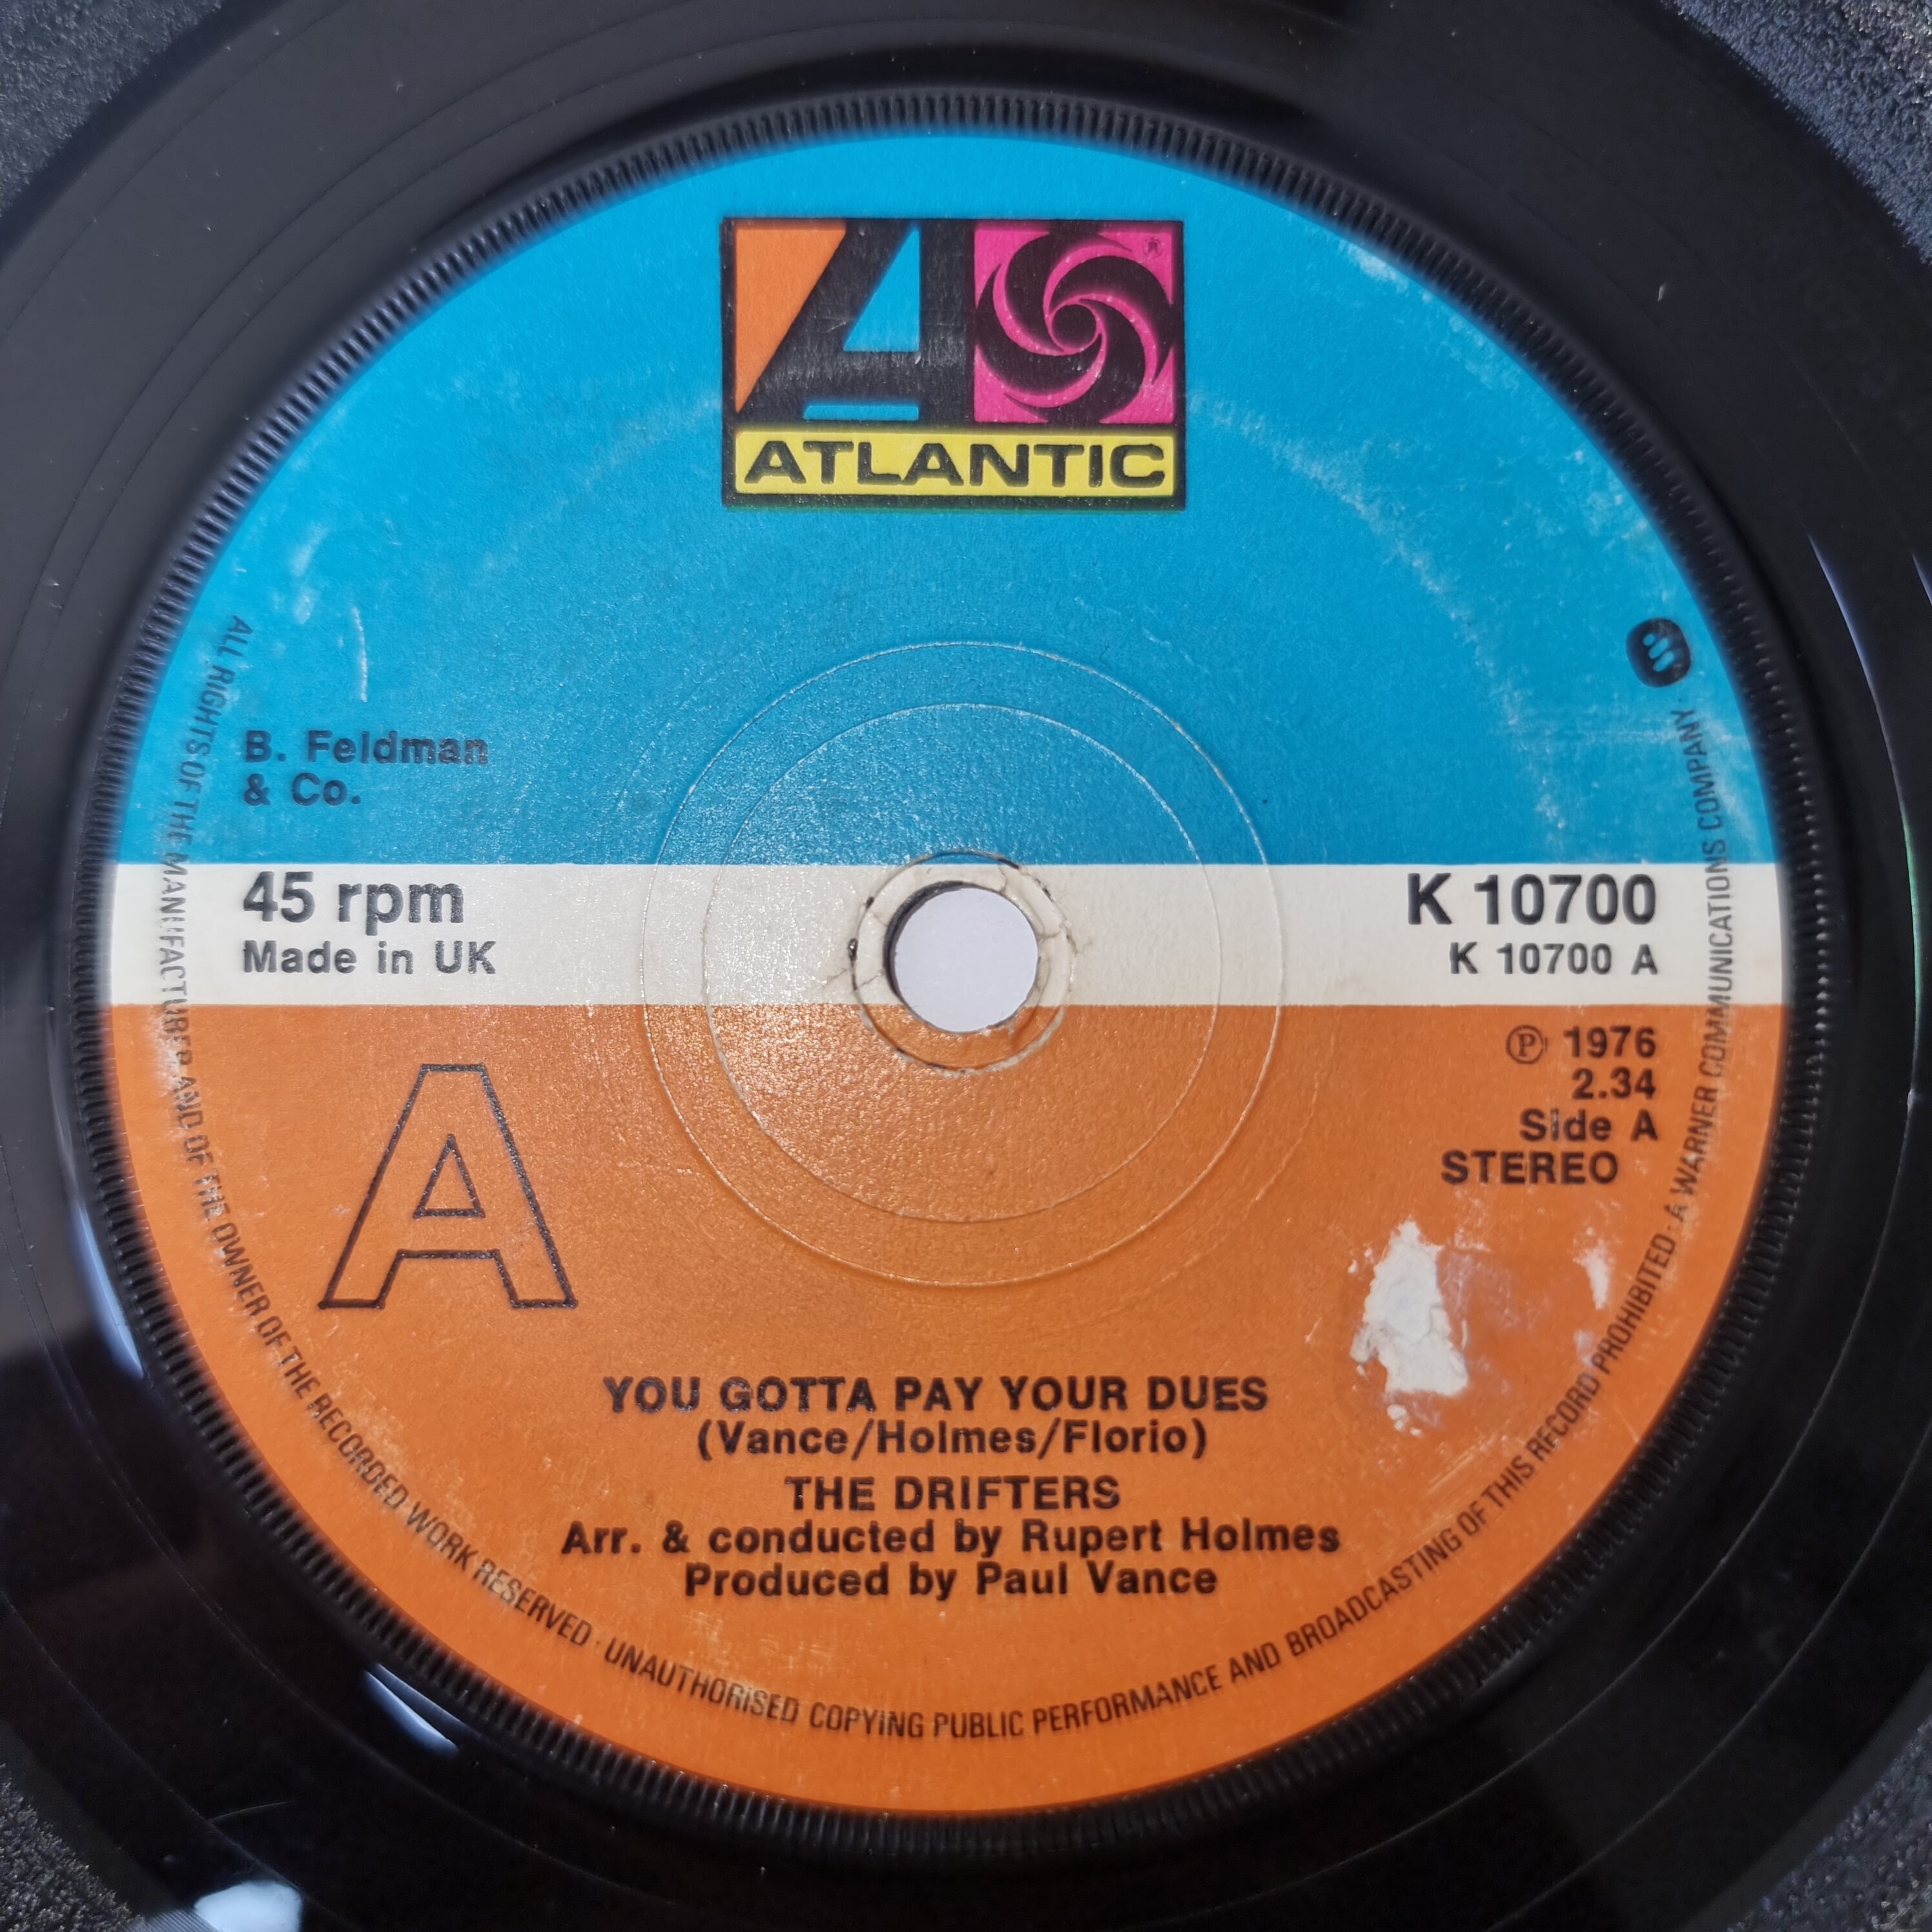 ATLANTIC
B. Feldman
& Co.
45 rpm
Made in UK
K 10700
K 10700 A
℗ 1976
2.34
Side A
STEREO
A
YOU GOTTA PAY YOUR DUES
(Vance/Holmes/Florio)
THE DRIFTERS
Arr. & conducted by Rupert Holmes
Produced by Paul Vance
ALL RIGHTS OF THE MANUFACTURER AND OF THE OWNER OF THE RECORDED WORK RESERVED · UNAUTHORISED COPYING PUBLIC PERFORMANCE AND BROADCASTING OF THIS RECORD PROHIBITED · A WARNER COMMUNICATIONS COMPANY